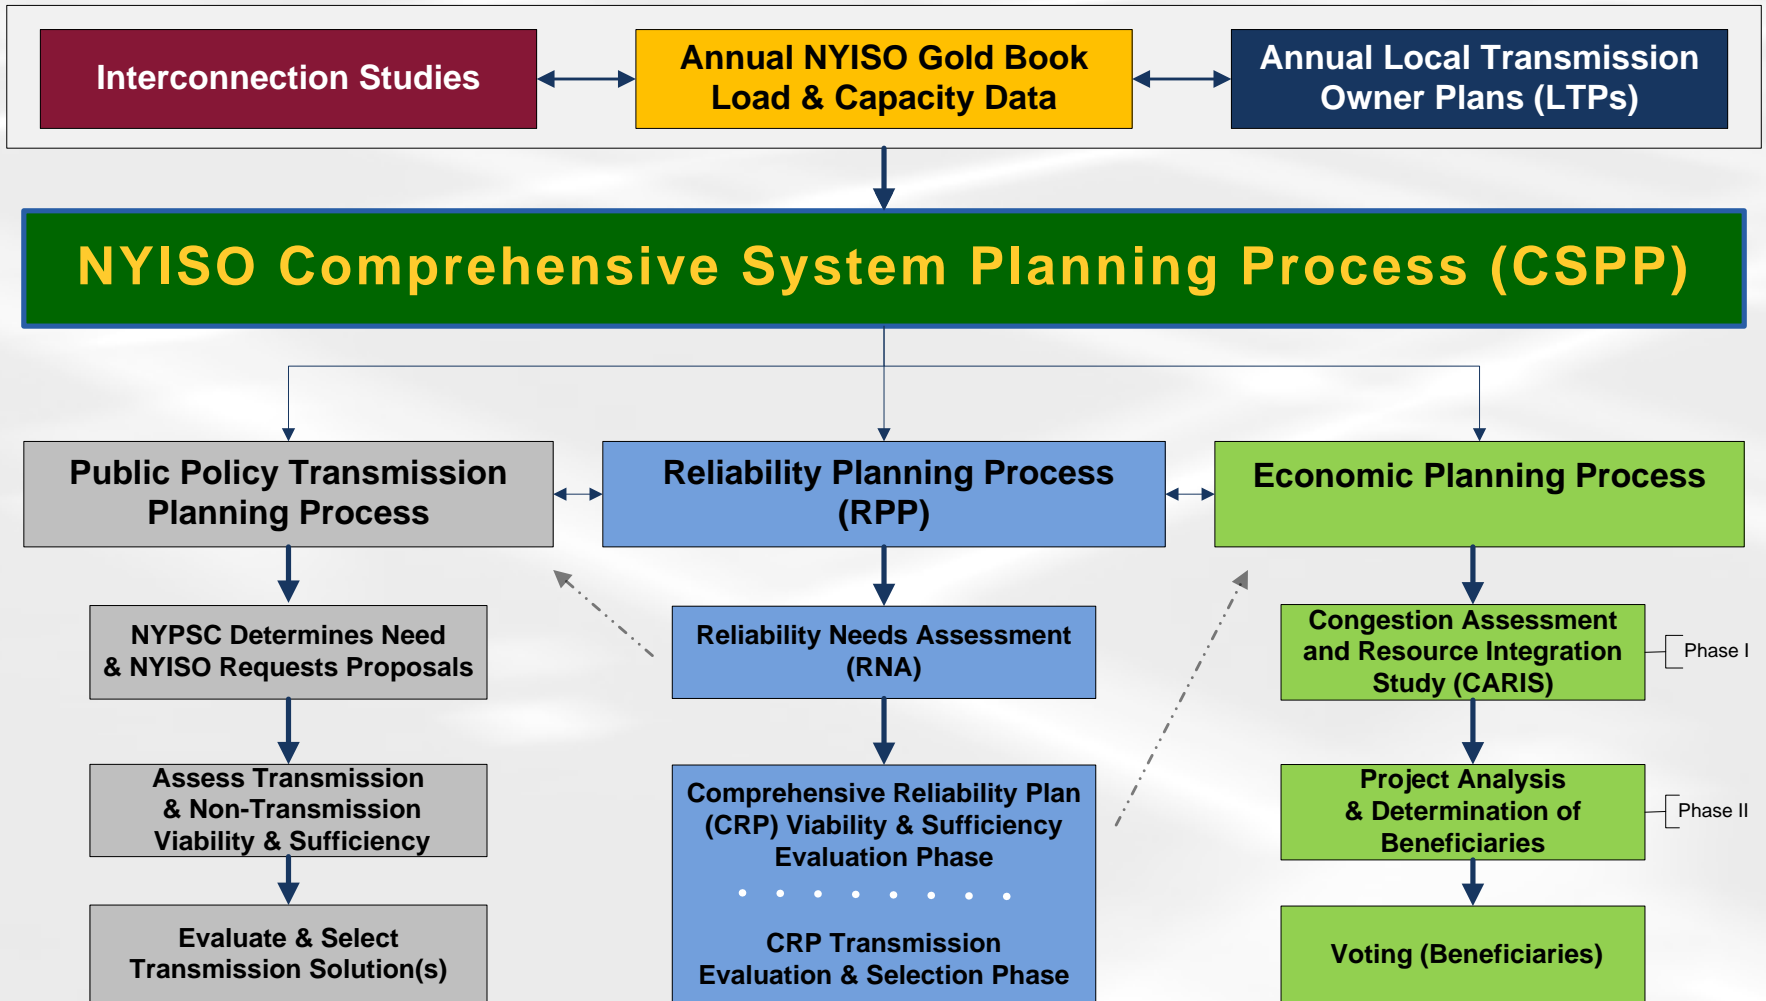 Interconnection Studies
Annual NYISO Gold Book
Load & Capacity Data
Annual Local Transmission
Owner Plans (LTPs)
NYISO Comprehensive System Planning Process (CSPP)
Public Policy Transmission
Planning Process
Reliability Planning Process
(RPP)
Economic Planning Process
NYPSC Determines Need
& NYISO Requests Proposals
Reliability Needs Assessment
(RNA)
Congestion Assessment
and Resource Integration
Study (CARIS)
Phase I
Assess Transmission
& Non-Transmission
Viability & Sufficiency
Comprehensive Reliability Plan
(CRP) Viability & Sufficiency
Evaluation Phase
Project Analysis
& Determination of
Beneficiaries
Phase II
Evaluate & Select
Transmission Solution(s)
CRP Transmission
Evaluation & Selection Phase
Voting (Beneficiaries)